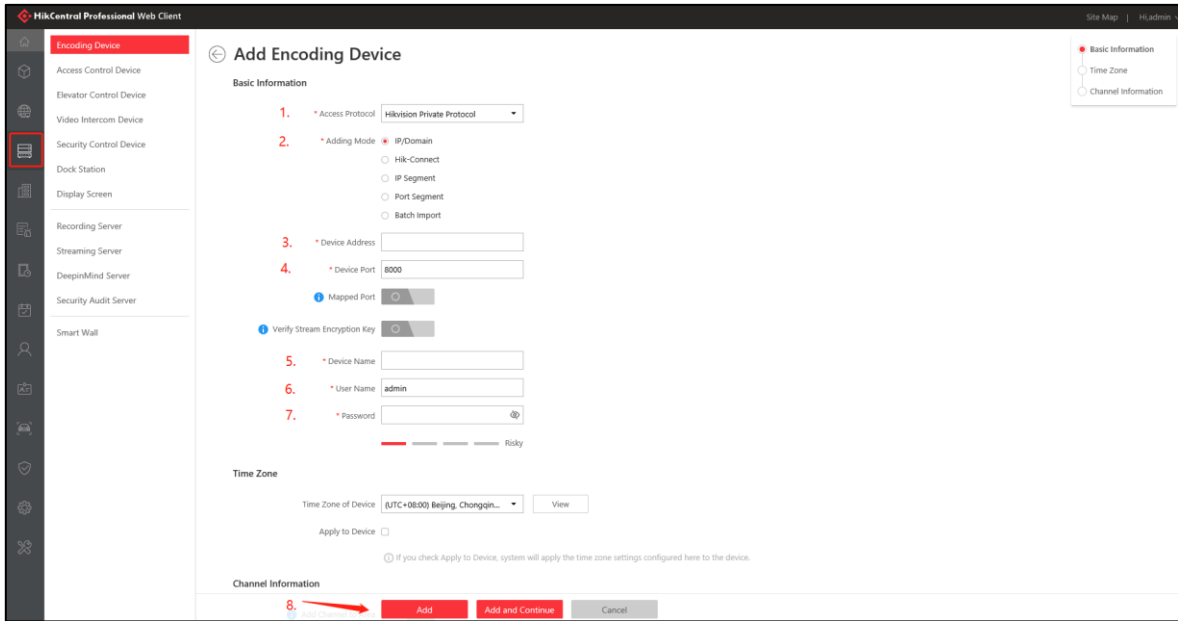 HikCentral Professional Web Client
Site Map | Hi,admin
Encoding Device
Access Control Device
Elevator Control Device
Video Intercom Device
Security Control Device
Dock Station
Display Screen
Recording Server
Streaming Server
DeepinMind Server
Security Audit Server
Smart Wall
Add Encoding Device
Basic Information
1. * Access Protocol Hikvision Private Protocol
2. * Adding Mode IP/Domain
Hik-Connect
IP Segment
Port Segment
Batch Import
3. * Device Address
4. * Device Port 8000
Mapped Port
Verify Stream Encryption Key
5. * Device Name
6. * User Name admin
7. * Password
Risky
Time Zone
Time Zone of Device (UTC+08:00) Beijing, Chongqin... View
Apply to Device
If you check Apply to Device, system will apply the time zone settings configured here to the device.
Channel Information
8. Add Add and Continue Cancel
Basic Information
Time Zone
Channel Information